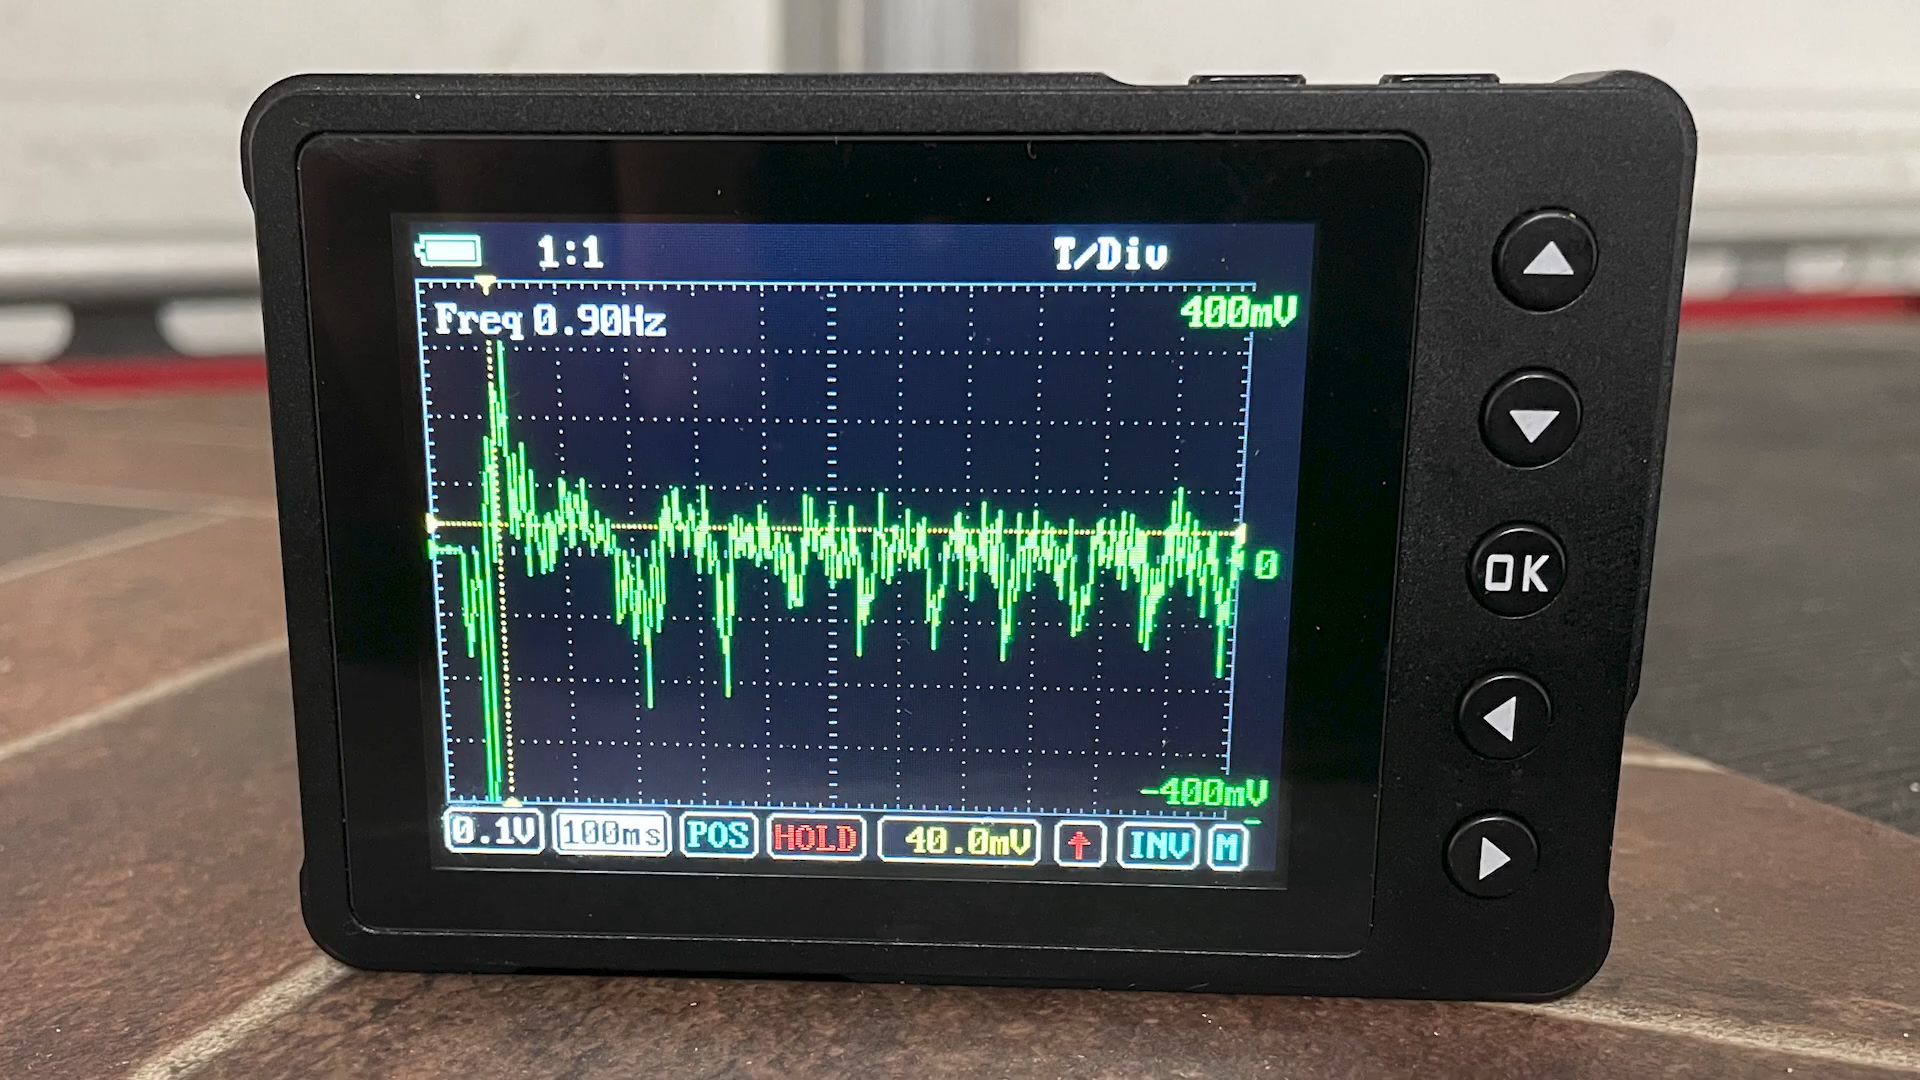 1:1 T/Div
Freq 0.90Hz
400mV
0
-400mV
0.1V 100ms POS HOLD 40.0mV ↑ INV M
OK